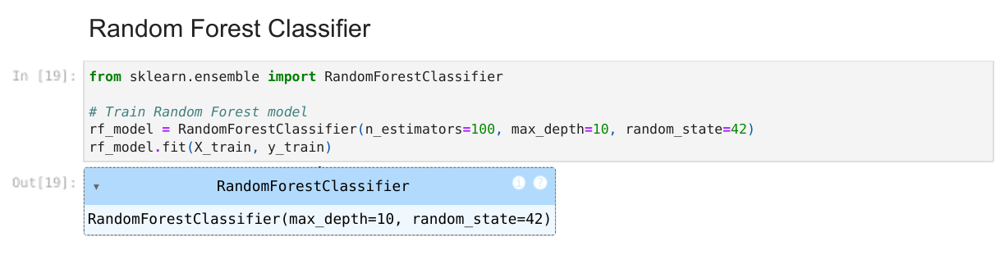 Random Forest Classifier
In [19]:
from sklearn.ensemble import RandomForestClassifier
# Train Random Forest model
rf_model = RandomForestClassifier(n_estimators=100, max_depth=10, random_state=42)
rf_model.fit(X_train, y_train)
Out[19]:
▾ RandomForestClassifier i ?
RandomForestClassifier(max_depth=10, random_state=42)